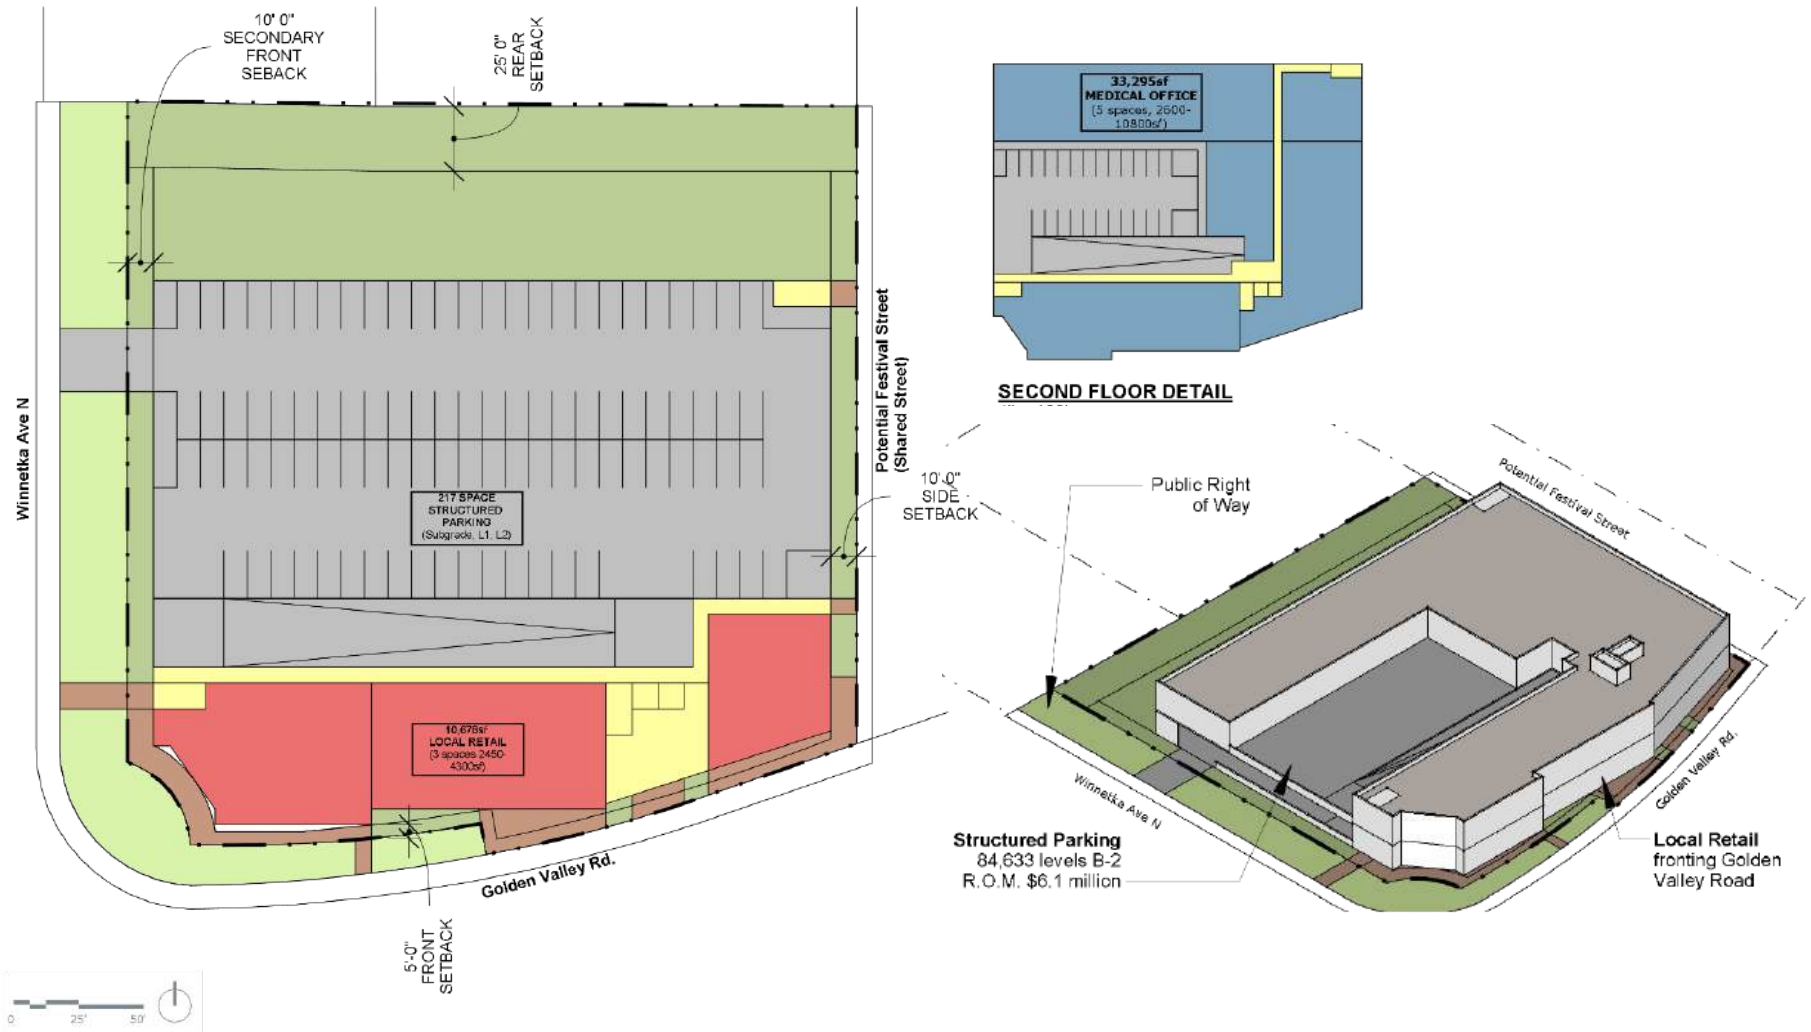 10' 0"
SECONDARY
FRONT
SEBACK
25' 0"
REAR
SETBACK
Winnetka Ave N
Potential Festival Street
(Shared Street)
217 SPACE
STRUCTURED
PARKING
(Subgrade, L1, L2)
10'-0"
SIDE
SETBACK
10,678sf
LOCAL RETAIL
(3 spaces 2450-
4300sf)
Golden Valley Rd.
5'-0"
FRONT
SETBACK
0 25' 50'
33,295sf
MEDICAL OFFICE
(5 spaces, 2600-
10800sf)
SECOND FLOOR DETAIL
Public Right
of Way
Potential Festival Street
Winnetka Ave N
Golden Valley Rd.
Structured Parking
84,633 levels B-2
R.O.M. $6.1 million
Local Retail
fronting Golden
Valley Road